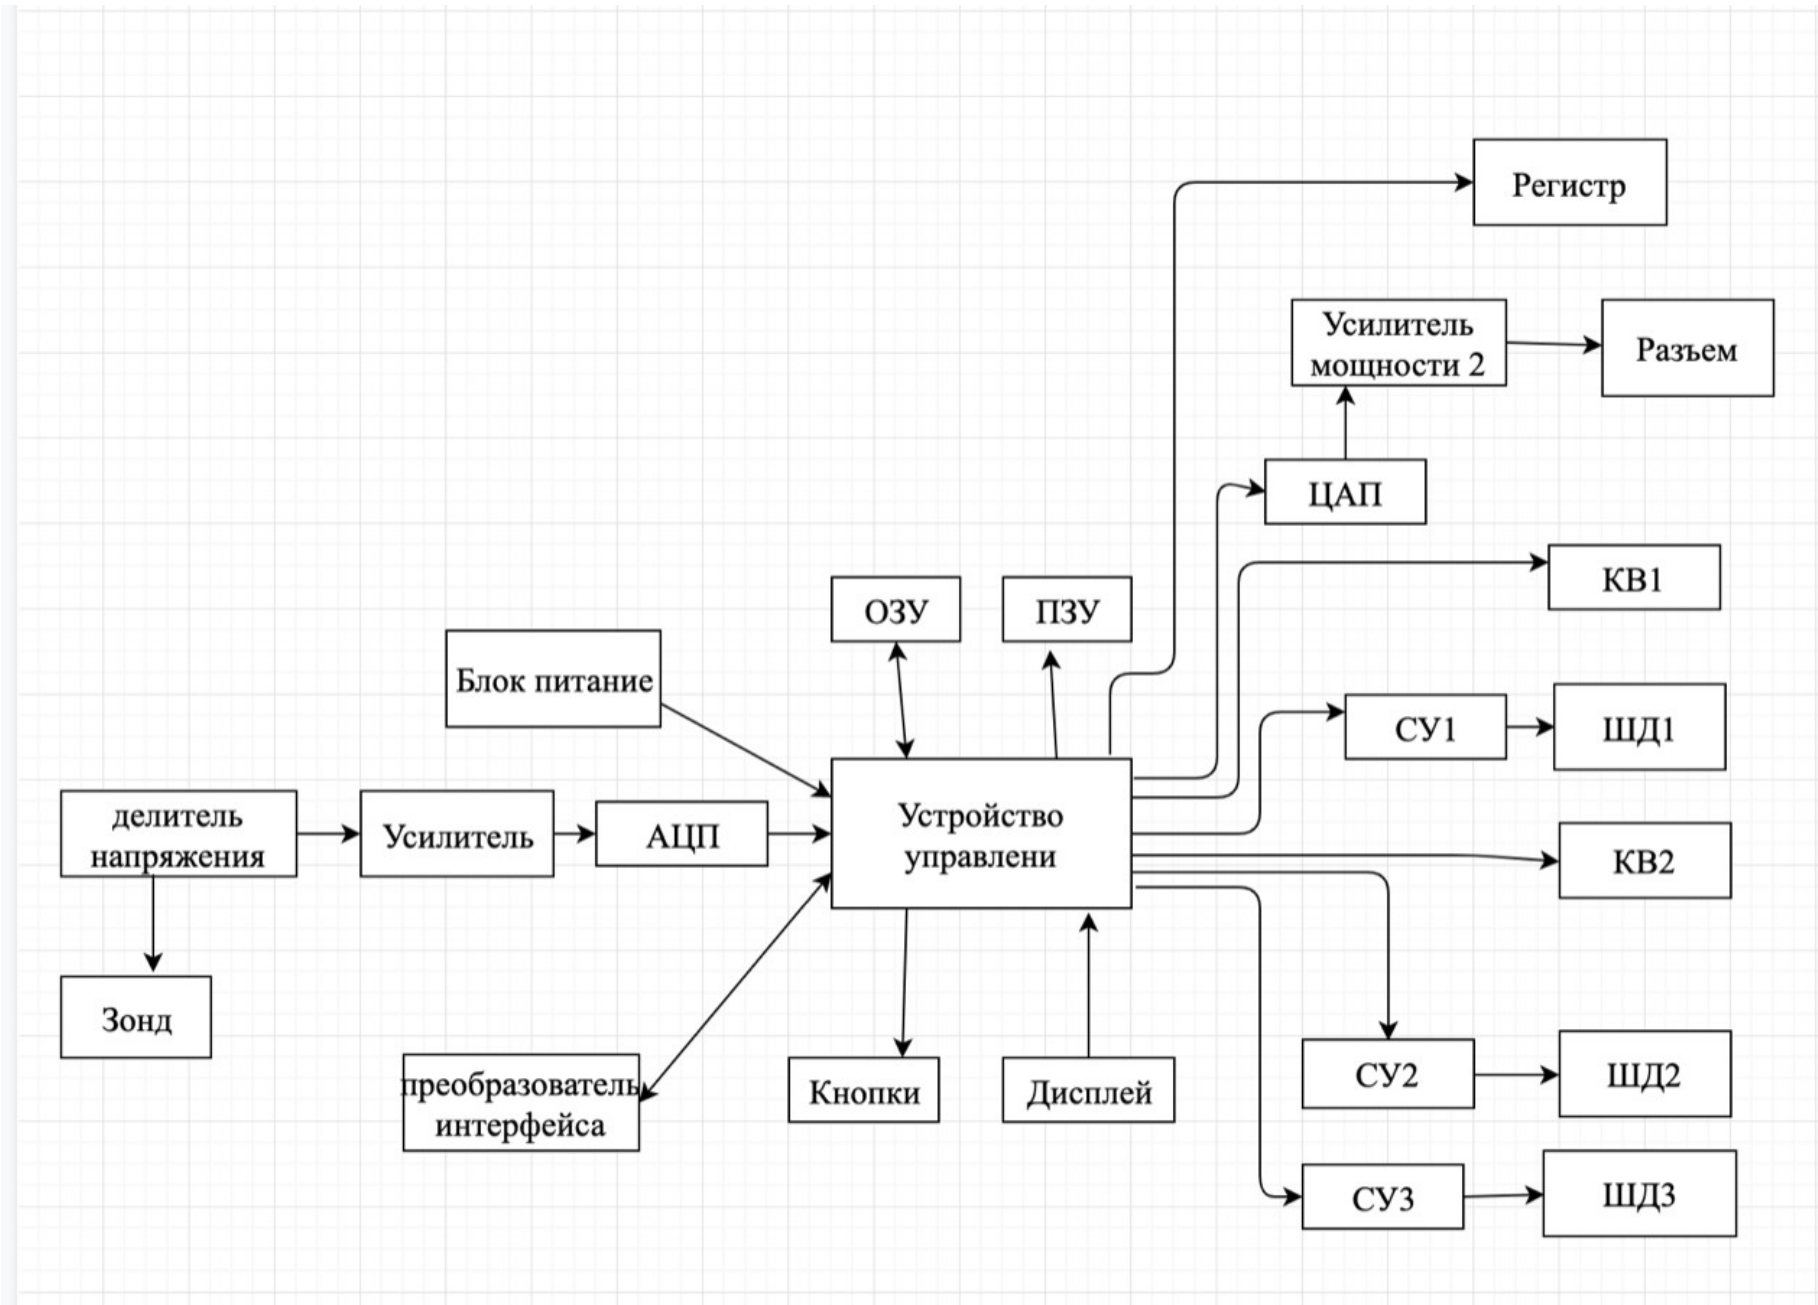 Регистр
Усилитель
мощности 2
Разъем
ЦАП
КВ1
ОЗУ
ПЗУ
Блок питание
СУ1
ШД1
делитель
напряжения
Усилитель
АЦП
Устройство
управлени
КВ2
Зонд
преобразователь
интерфейса
Кнопки
Дисплей
СУ2
ШД2
СУ3
ШД3